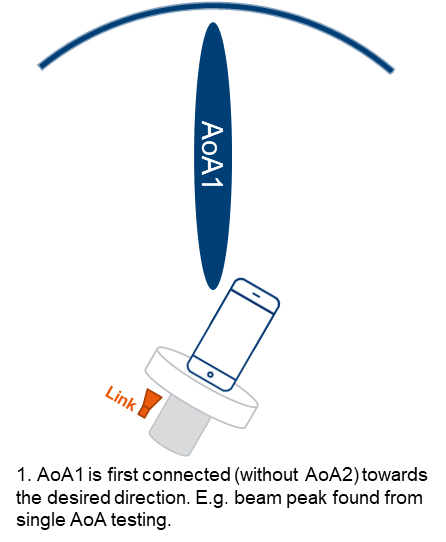 AoA1
Link
1. AoA1 is first connected (without AoA2) towards
the desired direction. E.g. beam peak found from
single AoA testing.